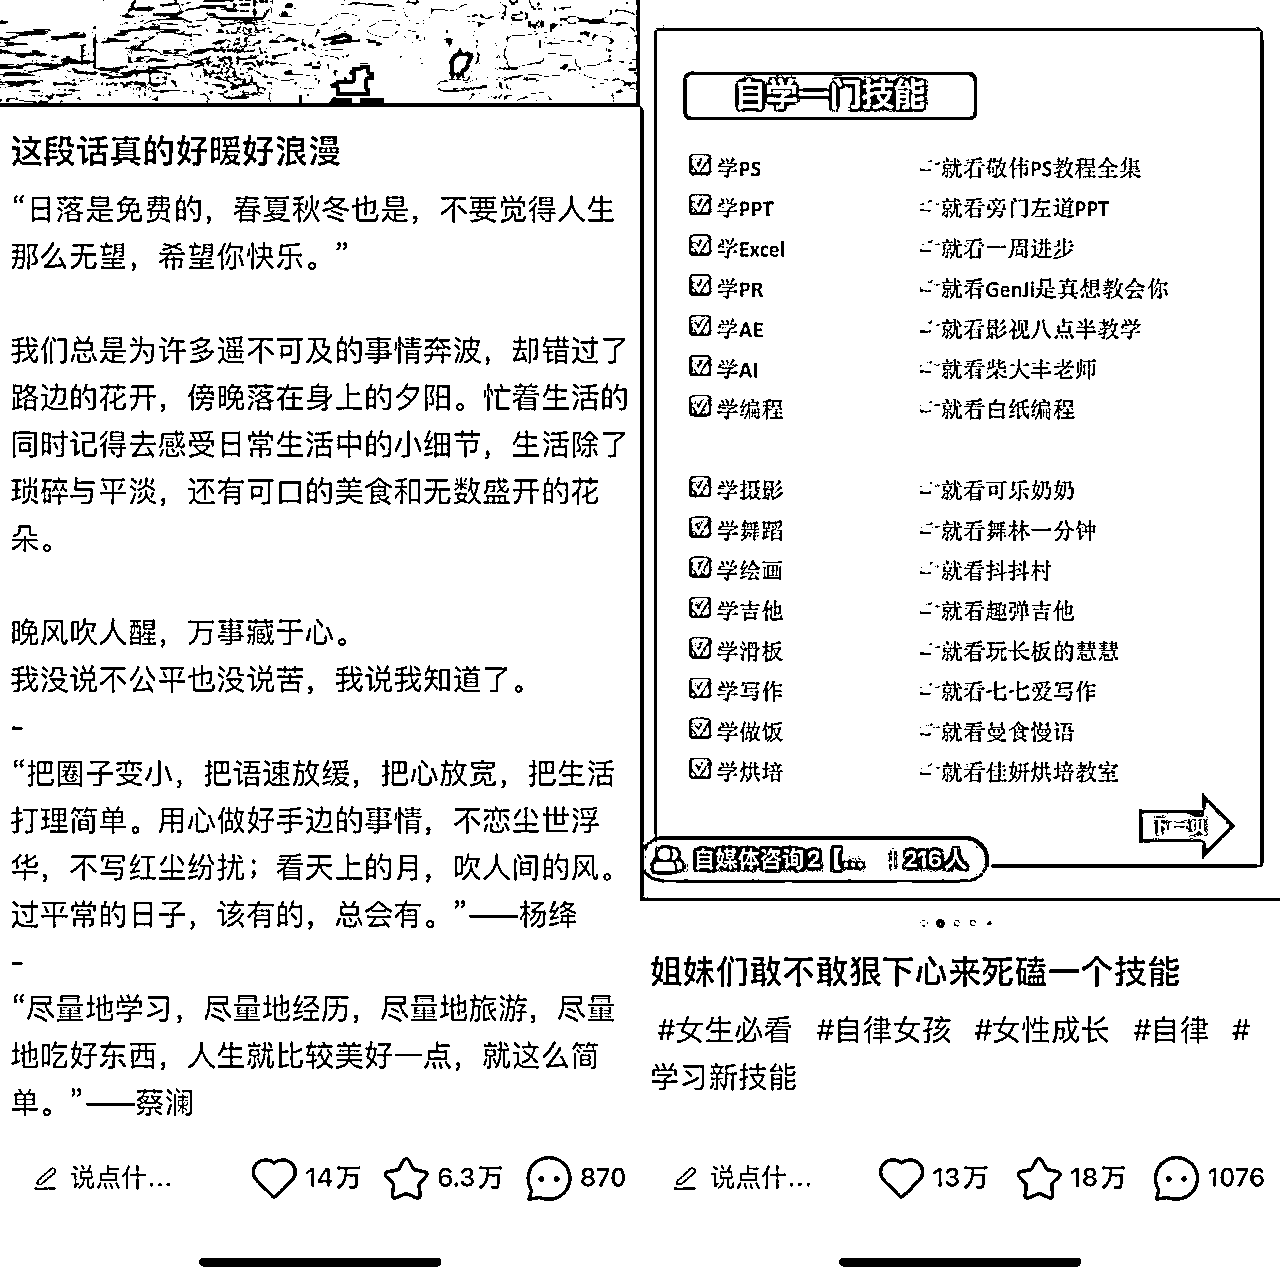 这段话真的好暖好浪漫
“日落是免费的，春夏秋冬也是，不要觉得人生
那么无望，希望你快乐。”
我们总是为许多遥不可及的事情奔波，却错过了
路边的花开，傍晚落在身上的夕阳。忙着生活的
同时记得去感受日常生活中的小细节，生活除了
琐碎与平淡，还有可口的美食和无数盛开的花
朵。
晚风吹人醒，万事藏于心。
我没说不公平也没说苦，我说我知道了。
-
“把圈子变小，把语速放缓，把心放宽，把生活
打理简单。用心做好手边的事情，不恋尘世浮
华，不写红尘纷扰；看天上的月，吹人间的风。
过平常的日子，该有的，总会有。”——杨绛
-
“尽量地学习，尽量地经历，尽量地旅游，尽量
地吃好东西，人生就比较美好一点，就这么简
单。”——蔡澜
说点什... 14万 6.3万 870
自学一门技能
学PS 就看敬伟PS教程全集
学PPT 就看旁门左道PPT
学Excel 就看一周进步
学PR 就看Genji是真想教会你
学AE 就看影视八点半教学
学AI 就看柴大丰老师
学编程 就看白纸编程
学摄影 就看可乐奶奶
学舞蹈 就看舞林一分钟
学绘画 就看抖抖村
学吉他 就看趣弹吉他
学滑板 就看玩长板的慧慧
学写作 就看七七爱写作
学做饭 就看曼食慢语
学烘培 就看佳妍烘培教室
下一页
自媒体咨询2【... 216人
姐妹们敢不敢狠下心来死磕一个技能
#女生必看 #自律女孩 #女性成长 #自律 #
学习新技能
说点什... 13万 18万 1076